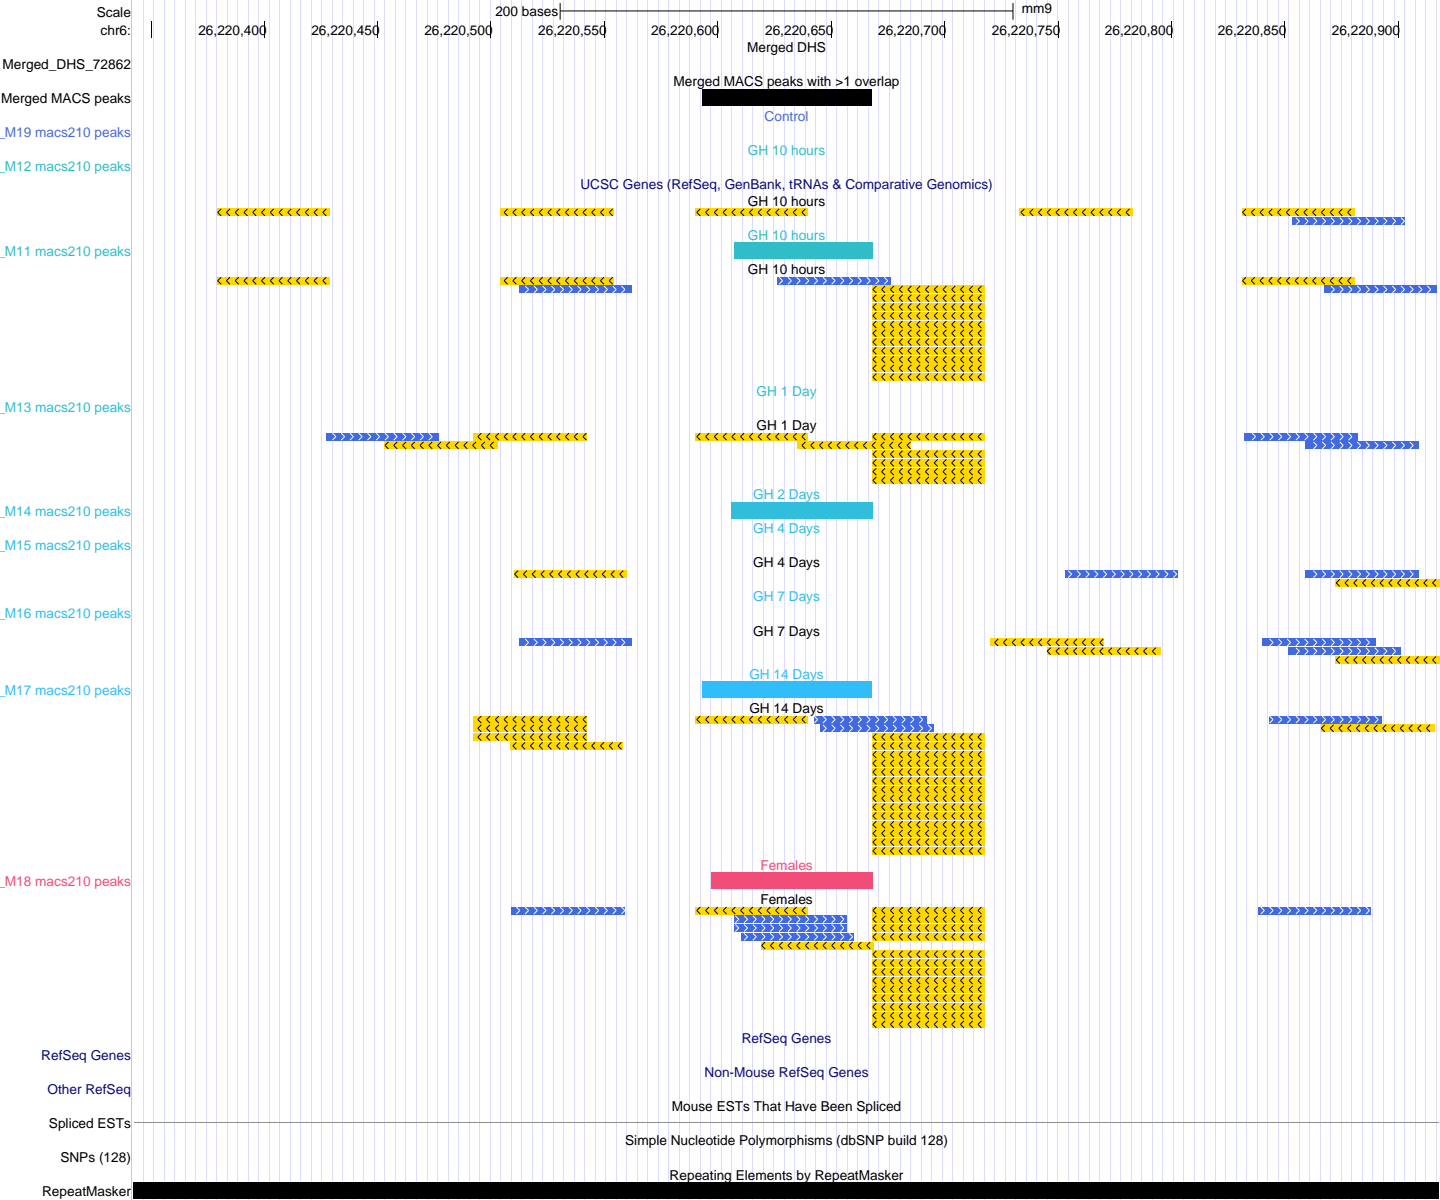 Scale 200 bases mm9
chr6: 26,220,400 26,220,450 26,220,500 26,220,550 26,220,600 26,220,650 26,220,700 26,220,750 26,220,800 26,220,850 26,220,900
Merged DHS
Merged_DHS_72862
Merged MACS peaks with >1 overlap
Merged MACS peaks
Control
_M19 macs210 peaks
GH 10 hours
_M12 macs210 peaks
UCSC Genes (RefSeq, GenBank, tRNAs & Comparative Genomics)
GH 10 hours
GH 10 hours
_M11 macs210 peaks
GH 10 hours
GH 1 Day
_M13 macs210 peaks
GH 1 Day
GH 2 Days
_M14 macs210 peaks
GH 4 Days
_M15 macs210 peaks
GH 4 Days
GH 7 Days
_M16 macs210 peaks
GH 7 Days
GH 14 Days
_M17 macs210 peaks
GH 14 Days
Females
_M18 macs210 peaks
Females
RefSeq Genes
RefSeq Genes
Non-Mouse RefSeq Genes
Other RefSeq
Mouse ESTs That Have Been Spliced
Spliced ESTs
Simple Nucleotide Polymorphisms (dbSNP build 128)
SNPs (128)
Repeating Elements by RepeatMasker
RepeatMasker